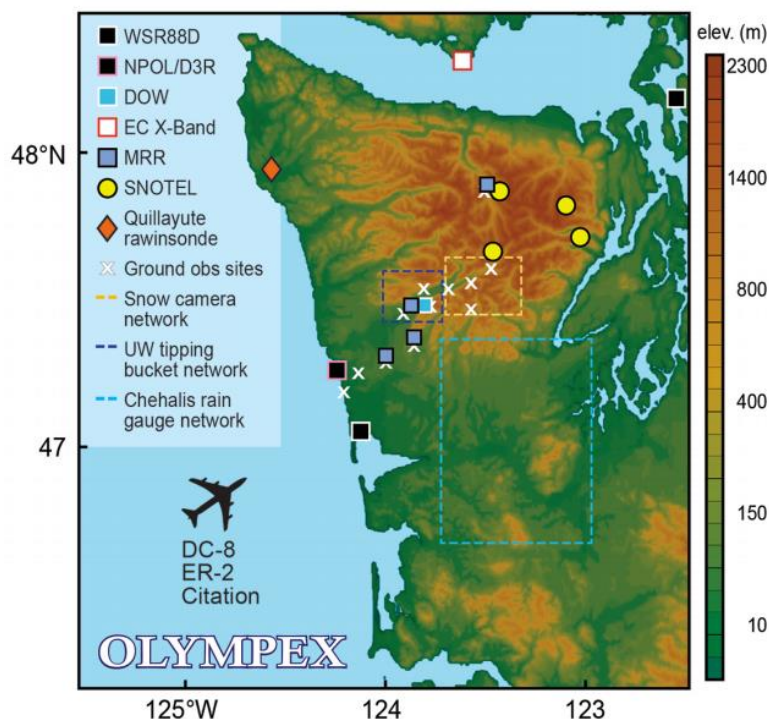 WSR88D
NPOL/D3R
DOW
EC X-Band
MRR
SNOTEL
Quillayute
rawinsonde
Ground obs sites
Snow camera
network
UW tipping
bucket network
Chehalis rain
gauge network
DC-8
ER-2
Citation
OLYMPEX
48°N
47
125°W
124
123
elev. (m)
2300
1400
800
400
150
10